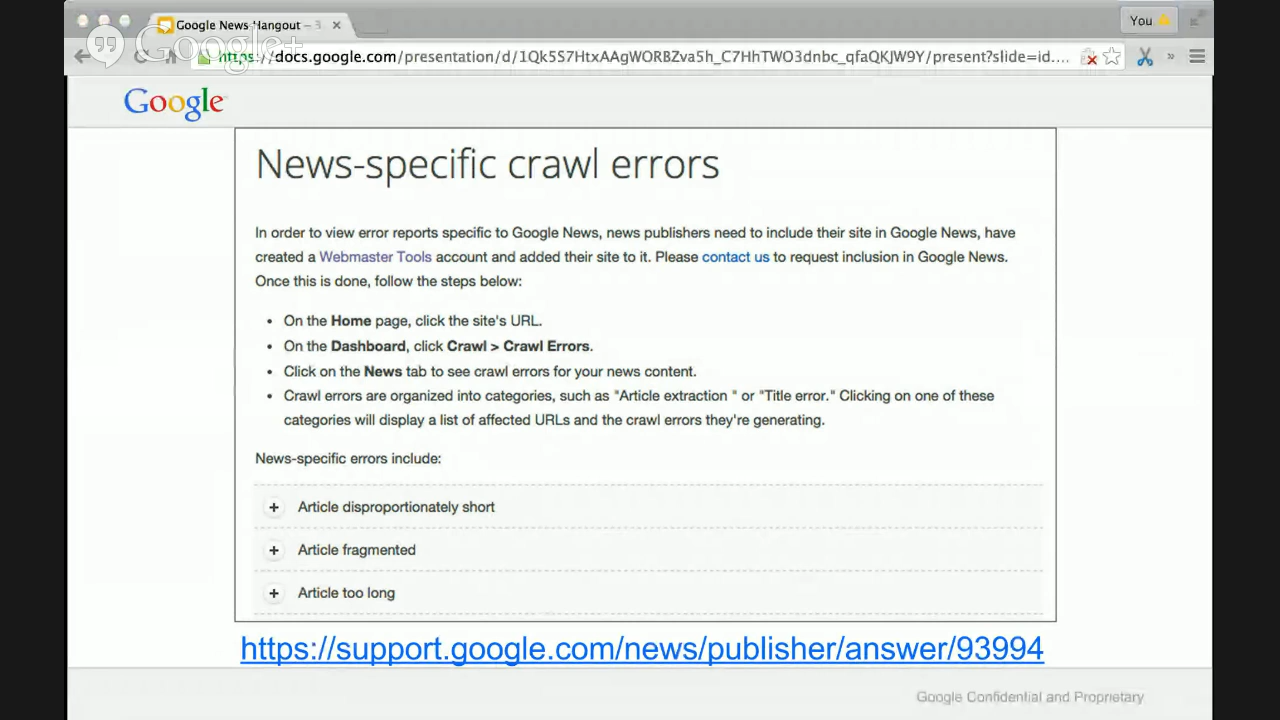 Google News Hangout – 3
You
Google+
https://docs.google.com/presentation/d/1Qk5S7HtxAAgWORBZva5h_C7HhTWO3dnbc_qfaQKJW9Y/present?slide=id....
Google
News-specific crawl errors
In order to view error reports specific to Google News, news publishers need to include their site in Google News, have
created a Webmaster Tools account and added their site to it. Please contact us to request inclusion in Google News.
Once this is done, follow the steps below:
• On the Home page, click the site's URL.
• On the Dashboard, click Crawl > Crawl Errors.
• Click on the News tab to see crawl errors for your news content.
• Crawl errors are organized into categories, such as "Article extraction " or "Title error." Clicking on one of these
categories will display a list of affected URLs and the crawl errors they're generating.
News-specific errors include:
+ Article disproportionately short
+ Article fragmented
+ Article too long
https://support.google.com/news/publisher/answer/93994
Google Confidential and Proprietary